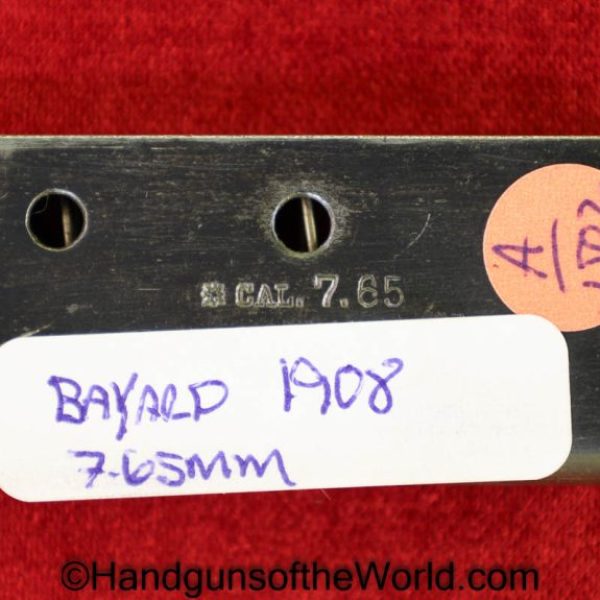 * CAL. 7.65
BAYARD 1908
7.65MM
A/
©HandgunsoftheWorld.com